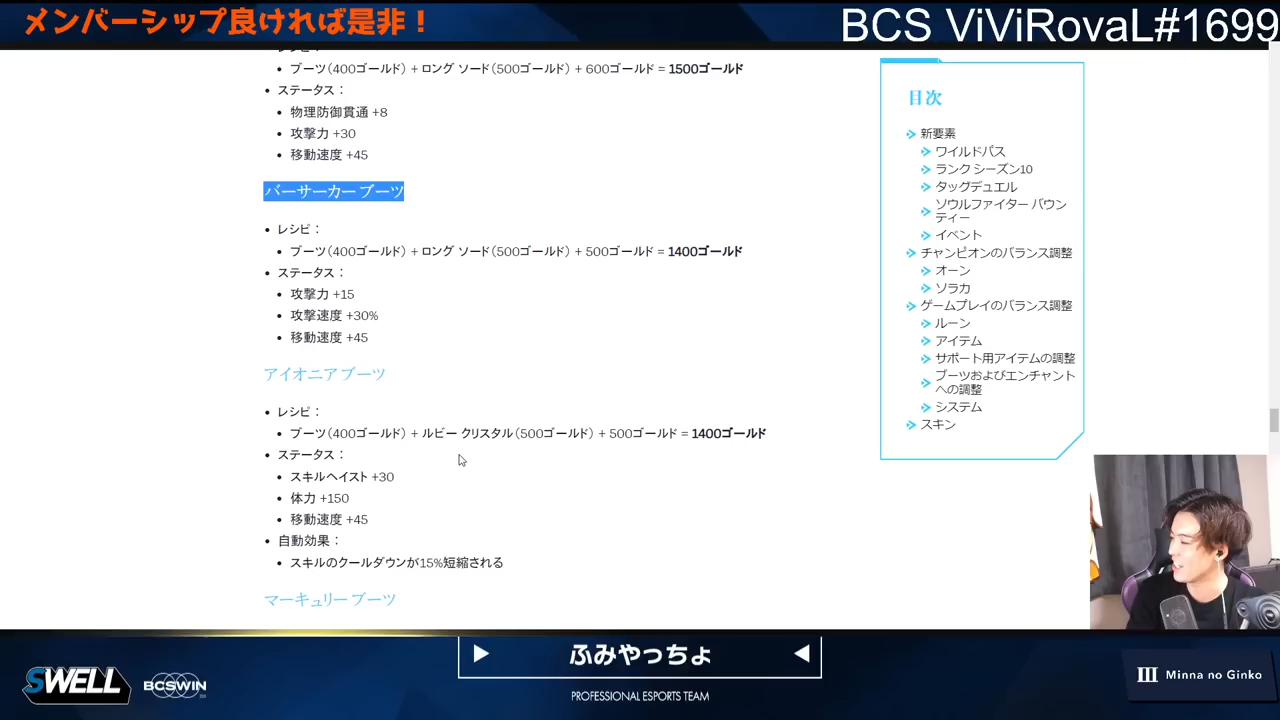 メンバーシップ良ければ是非！
BCS ViViRovaL#1699
ブーツ（400ゴールド） + ロング ソード（500ゴールド） + 600ゴールド = 1500ゴールド
ステータス：
物理防御貫通 +8
攻撃力 +30
移動速度 +45
バーサーカー ブーツ
レシピ：
ブーツ（400ゴールド） + ロング ソード（500ゴールド） + 500ゴールド = 1400ゴールド
ステータス：
攻撃力 +15
攻撃速度 +30%
移動速度 +45
アイオニア ブーツ
レシピ：
ブーツ（400ゴールド） + ルビー クリスタル（500ゴールド） + 500ゴールド = 1400ゴールド
ステータス：
スキルヘイスト +30
体力 +150
移動速度 +45
自動効果：
スキルのクールダウンが15%短縮される
マーキュリー ブーツ
目次
新要素
ワイルドパス
ランク シーズン10
タッグデュエル
ソウルファイター バウン
ティー
イベント
チャンピオンのバランス調整
オーン
ソラカ
ゲームプレイのバランス調整
ルーン
アイテム
サポート用アイテムの調整
ブーツおよびエンチャント
への調整
システム
スキン
SWELL
BCSWIN
ふみやっちょ
PROFESSIONAL ESPORTS TEAM
Minna no Ginko